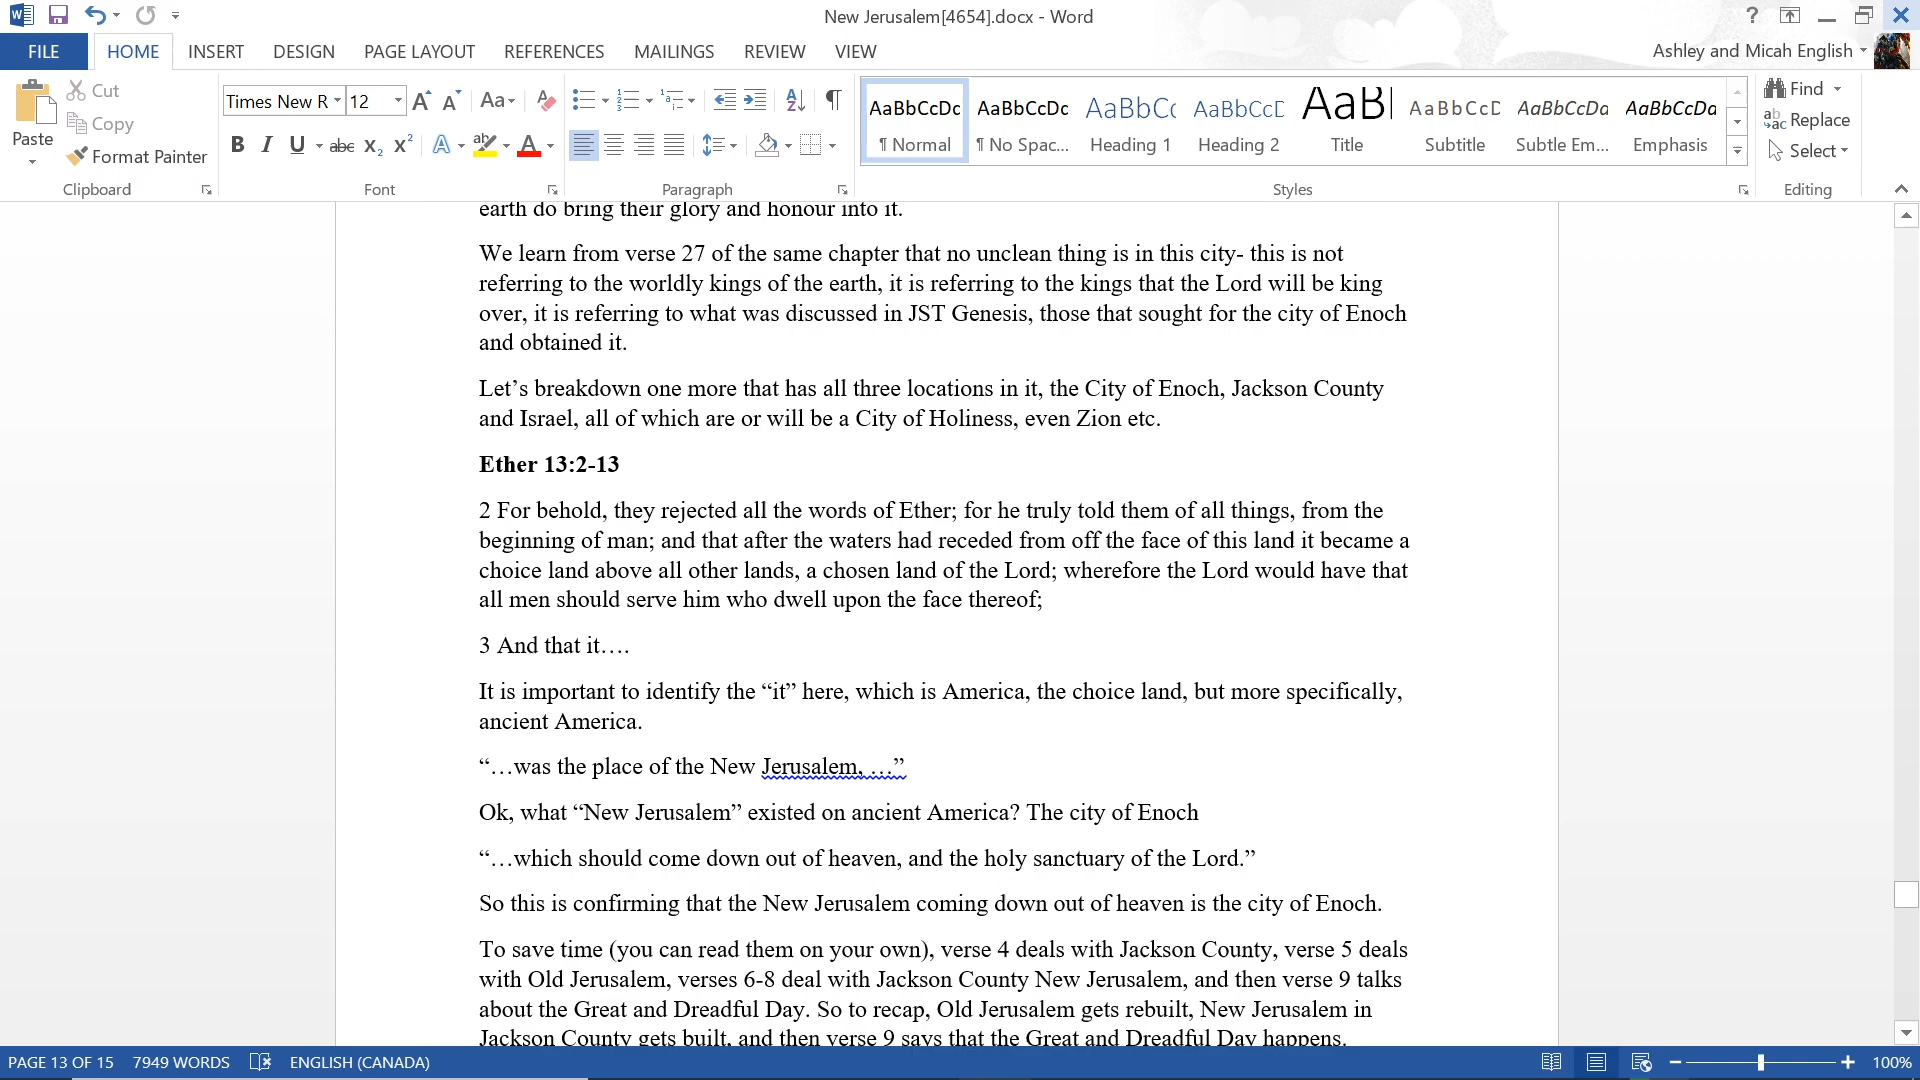 New Jerusalem[4654].docx - Word
?
FILE HOME INSERT DESIGN PAGE LAYOUT REFERENCES MAILINGS REVIEW VIEW
Ashley and Micah English
Paste
Cut
Copy
Format Painter
Clipboard
Times New R 12
Aa
B I U abc X₂ X²
Font
Paragraph
AaBbCcDc AaBbCcDc AaBbCc AaBbCcD AaB AaBbCcD AaBbCcDa AaBbCcDa
¶ Normal ¶ No Spac... Heading 1 Heading 2 Title Subtitle Subtle Em... Emphasis
Styles
Find
Replace
Select
Editing
earth do bring their glory and honour into it.
We learn from verse 27 of the same chapter that no unclean thing is in this city- this is not
referring to the worldly kings of the earth, it is referring to the kings that the Lord will be king
over, it is referring to what was discussed in JST Genesis, those that sought for the city of Enoch
and obtained it.
Let’s breakdown one more that has all three locations in it, the City of Enoch, Jackson County
and Israel, all of which are or will be a City of Holiness, even Zion etc.
Ether 13:2-13
2 For behold, they rejected all the words of Ether; for he truly told them of all things, from the
beginning of man; and that after the waters had receded from off the face of this land it became a
choice land above all other lands, a chosen land of the Lord; wherefore the Lord would have that
all men should serve him who dwell upon the face thereof;
3 And that it….
It is important to identify the “it” here, which is America, the choice land, but more specifically,
ancient America.
“…was the place of the New Jerusalem, …”
Ok, what “New Jerusalem” existed on ancient America? The city of Enoch
“…which should come down out of heaven, and the holy sanctuary of the Lord.”
So this is confirming that the New Jerusalem coming down out of heaven is the city of Enoch.
To save time (you can read them on your own), verse 4 deals with Jackson County, verse 5 deals
with Old Jerusalem, verses 6-8 deal with Jackson County New Jerusalem, and then verse 9 talks
about the Great and Dreadful Day. So to recap, Old Jerusalem gets rebuilt, New Jerusalem in
Jackson County gets built, and then verse 9 says that the Great and Dreadful Day happens.
PAGE 13 OF 15 7949 WORDS ENGLISH (CANADA) 100%